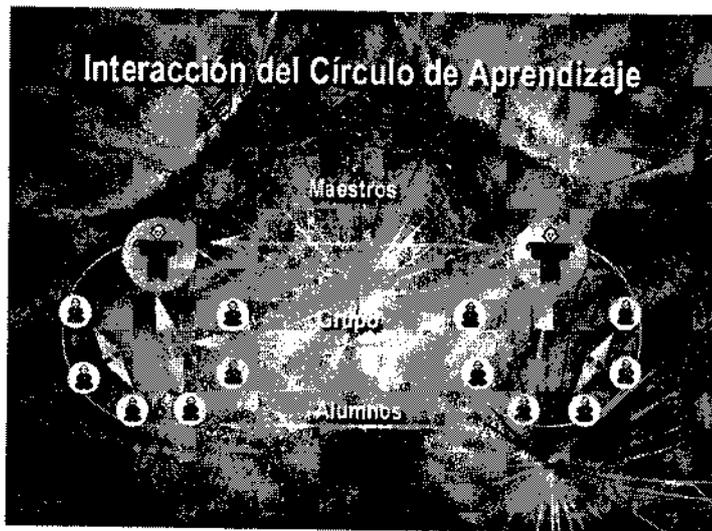 Interacción del Círculo de Aprendizaje
Maestros
Grupo
Alumnos